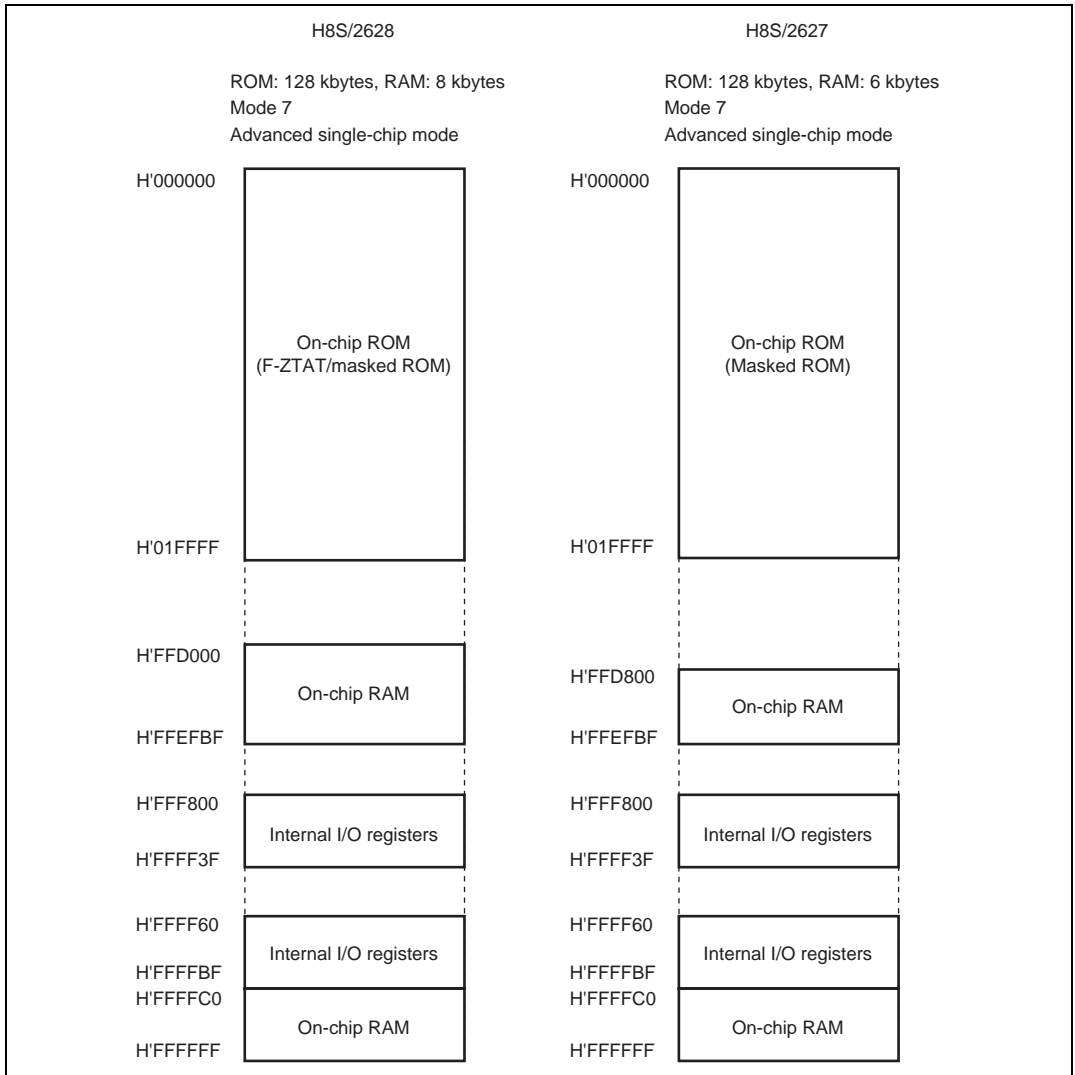 H8S/2628
ROM: 128 kbytes, RAM: 8 kbytes
Mode 7
Advanced single-chip mode
H'000000
On-chip ROM
(F-ZTAT/masked ROM)
H'01FFFF
H'FFD000
On-chip RAM
H'FFEFBF
H'FFF800
Internal I/O registers
H'FFFF3F
H'FFFF60
Internal I/O registers
H'FFFFBF
H'FFFFC0
On-chip RAM
H'FFFFFF
H8S/2627
ROM: 128 kbytes, RAM: 6 kbytes
Mode 7
Advanced single-chip mode
H'000000
On-chip ROM
(Masked ROM)
H'01FFFF
H'FFD800
On-chip RAM
H'FFEFBF
H'FFF800
Internal I/O registers
H'FFFF3F
H'FFFF60
Internal I/O registers
H'FFFFBF
H'FFFFC0
On-chip RAM
H'FFFFFF